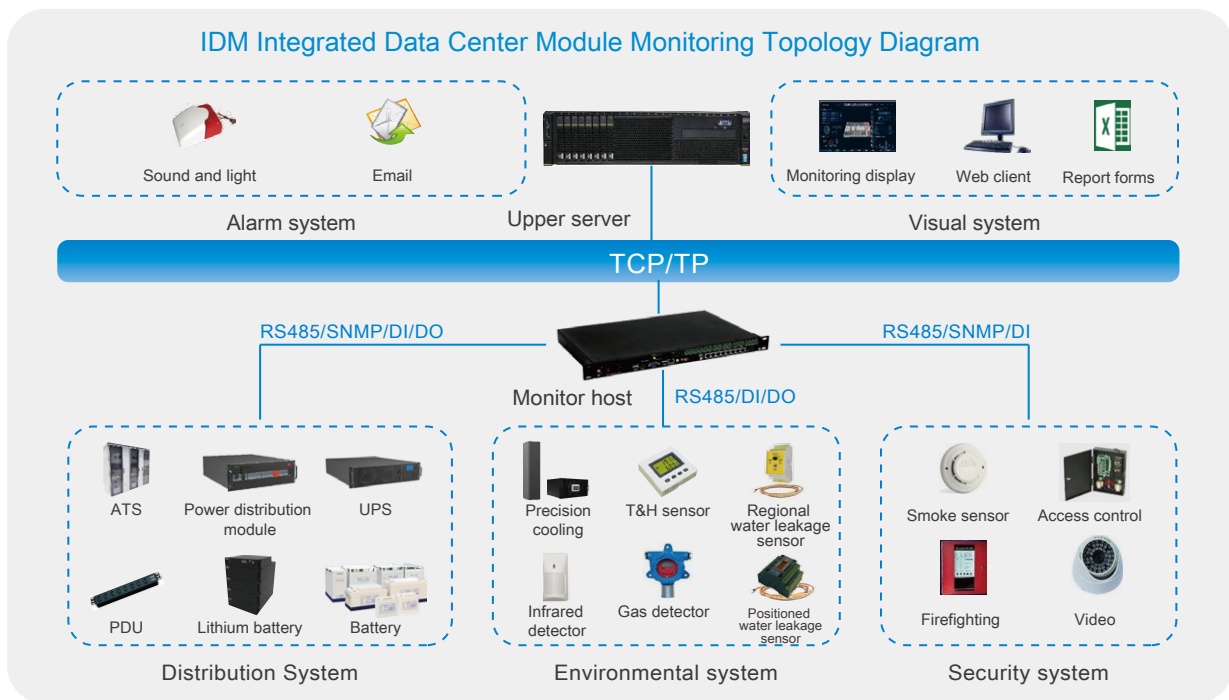 IDM Integrated Data Center Module Monitoring Topology Diagram
Sound and light
Email
Monitoring display
Web client
Report forms
Alarm system
Upper server
Visual system
TCP/TP
RS485/SNMP/DI/DO
RS485/SNMP/DI
Monitor host
RS485/DI/DO
ATS
Power distribution
module
UPS
PDU
Lithium battery
Battery
Distribution System
Precision
cooling
T&H sensor
Regional
water leakage
sensor
Infrared
detector
Gas detector
Positioned
water leakage
sensor
Environmental system
Smoke sensor
Access control
Firefighting
Video
Security system